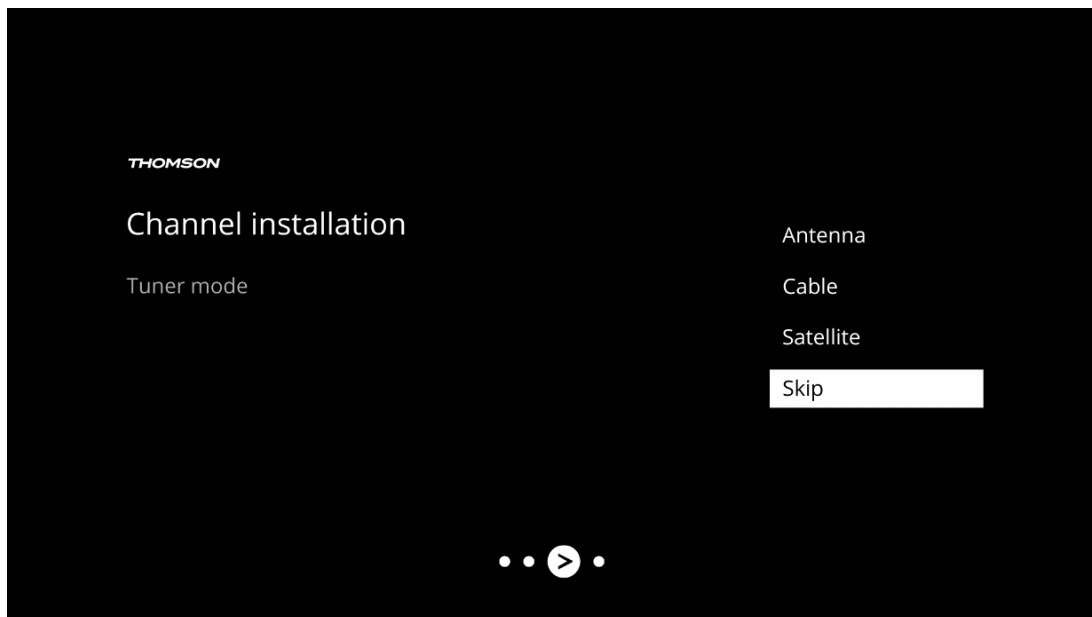 THOMSON
Channel installation
Tuner mode
Antenna
Cable
Satellite
Skip